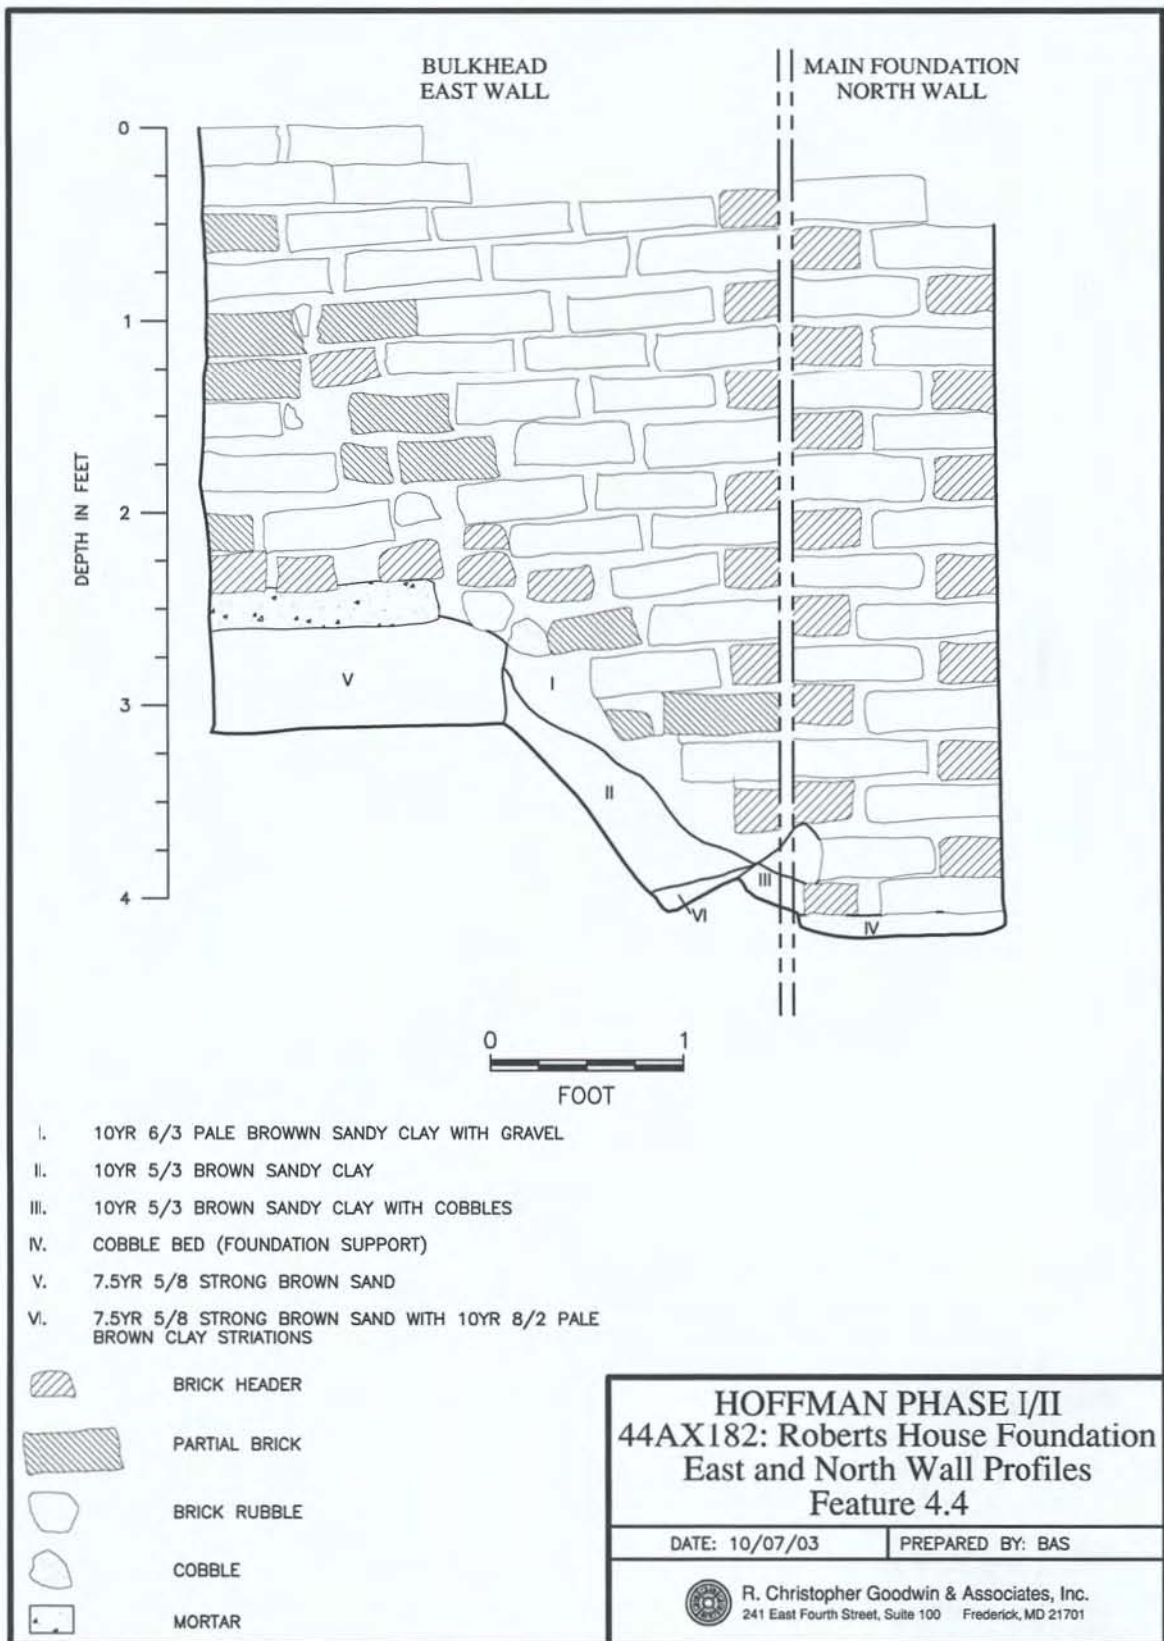 BULKHEAD
EAST WALL
MAIN FOUNDATION
NORTH WALL
0
1
2
3
4
DEPTH IN FEET
V
I
II
III
VI
IV
0 1
FOOT
I. 10YR 6/3 PALE BROWWN SANDY CLAY WITH GRAVEL
II. 10YR 5/3 BROWN SANDY CLAY
III. 10YR 5/3 BROWN SANDY CLAY WITH COBBLES
IV. COBBLE BED (FOUNDATION SUPPORT)
V. 7.5YR 5/8 STRONG BROWN SAND
VI. 7.5YR 5/8 STRONG BROWN SAND WITH 10YR 8/2 PALE
BROWN CLAY STRIATIONS
BRICK HEADER
PARTIAL BRICK
BRICK RUBBLE
COBBLE
MORTAR
HOFFMAN PHASE I/II
44AX182: Roberts House Foundation
East and North Wall Profiles
Feature 4.4
DATE: 10/07/03
PREPARED BY: BAS
R. Christopher Goodwin & Associates, Inc.
241 East Fourth Street, Suite 100 Frederick, MD 21701